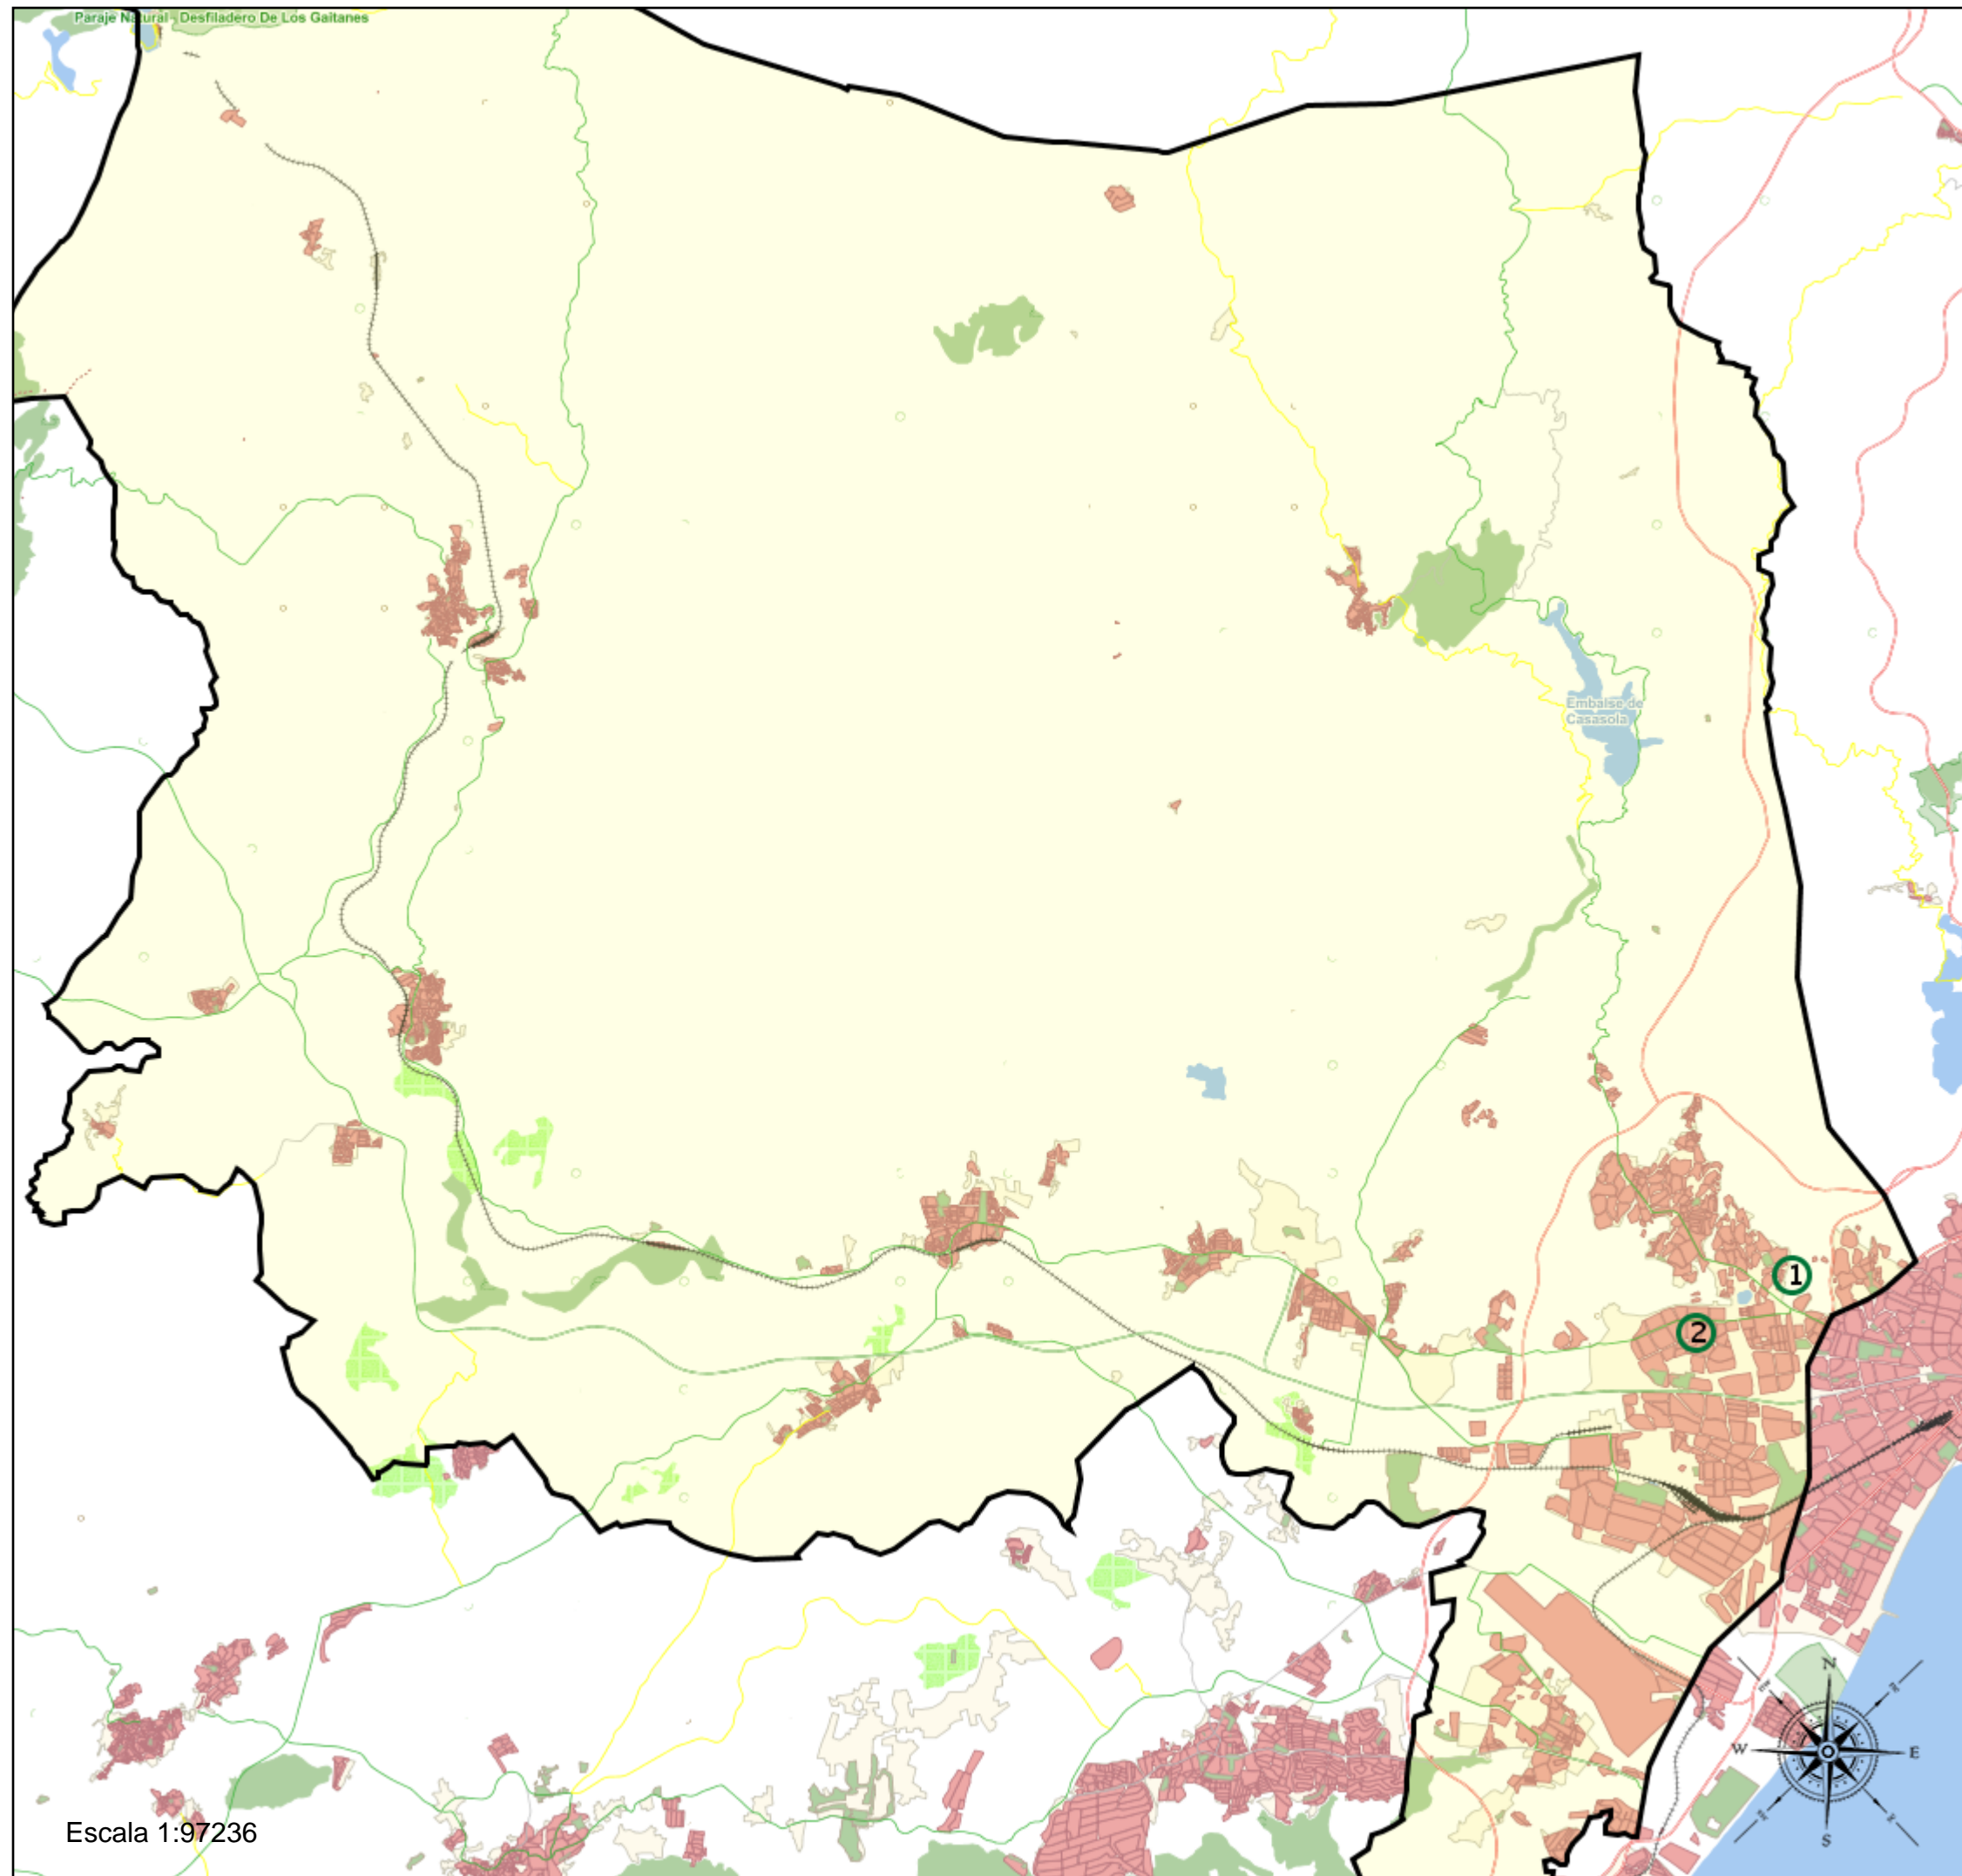 Paraje Natural - Desfiladero De Los Gaitanes
Embalse de
Casasola
1
2
N
W
E
S
Escala 1:97236